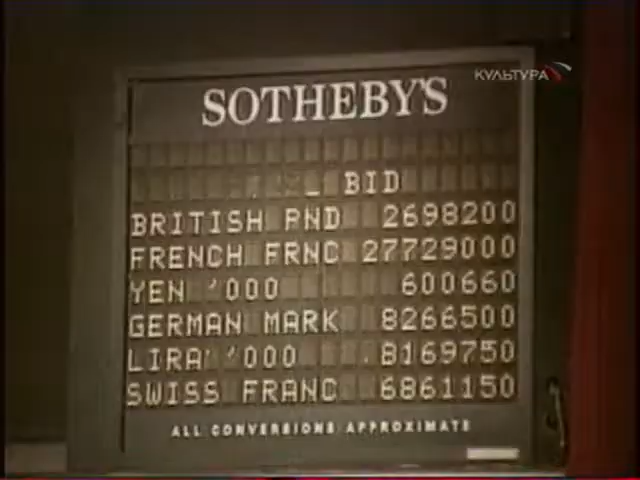 КУЛЬТУРА
SOTHEBY'S
BID
BRITISH PND 2698200
FRENCH FRNC 27729000
YEN '000 600660
GERMAN MARK 8266500
LIRA '000 8169750
SWISS FRANC 6861150
ALL CONVERSIONS APPROXIMATE